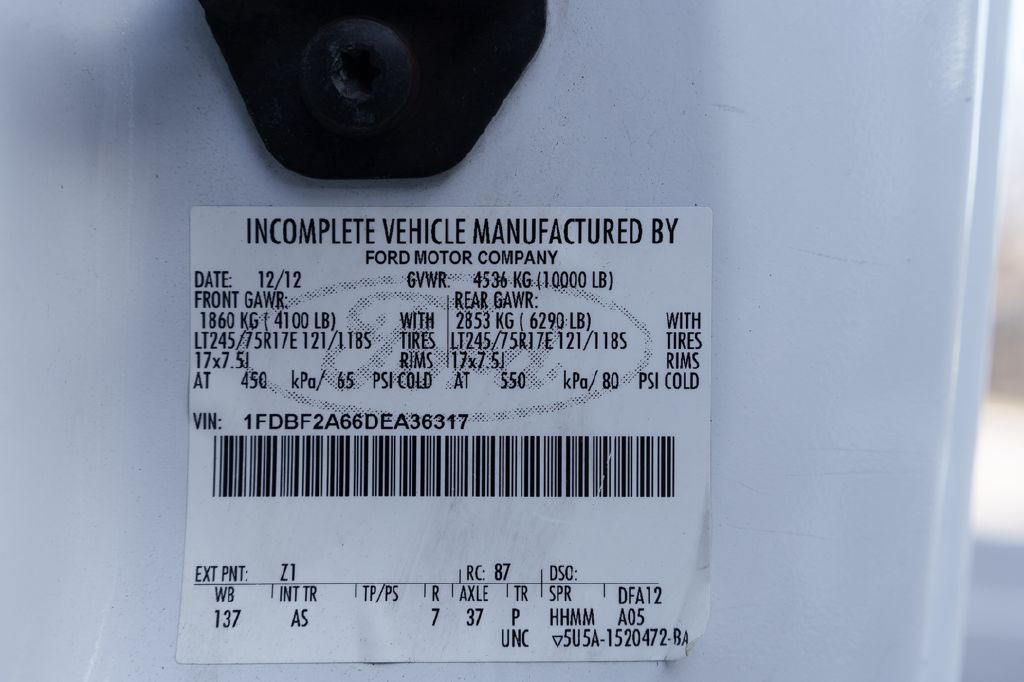 INCOMPLETE VEHICLE MANUFACTURED BY
FORD MOTOR COMPANY
DATE: 12/12 GVWR: 4536 KG (10000 LB)
FRONT GAWR: REAR GAWR:
1860 KG ( 4100 LB) WITH 2853 KG ( 6290 LB) WITH
LT245/75R17E 121/118S TIRES LT245/75R17E 121/118S TIRES
17x7.5J RIMS 17x7.5J RIMS
AT 450 kPa/ 65 PSI COLD AT 550 kPa/ 80 PSI COLD
VIN: 1FDBF2A66DEA36317
EXT PNT: Z1 RC: 87 DSO:
WB INT TR TP/PS R AXLE TR SPR DFA12
137 AS 7 37 P HHMM A05
UNC ▽5U5A-1520472-BA